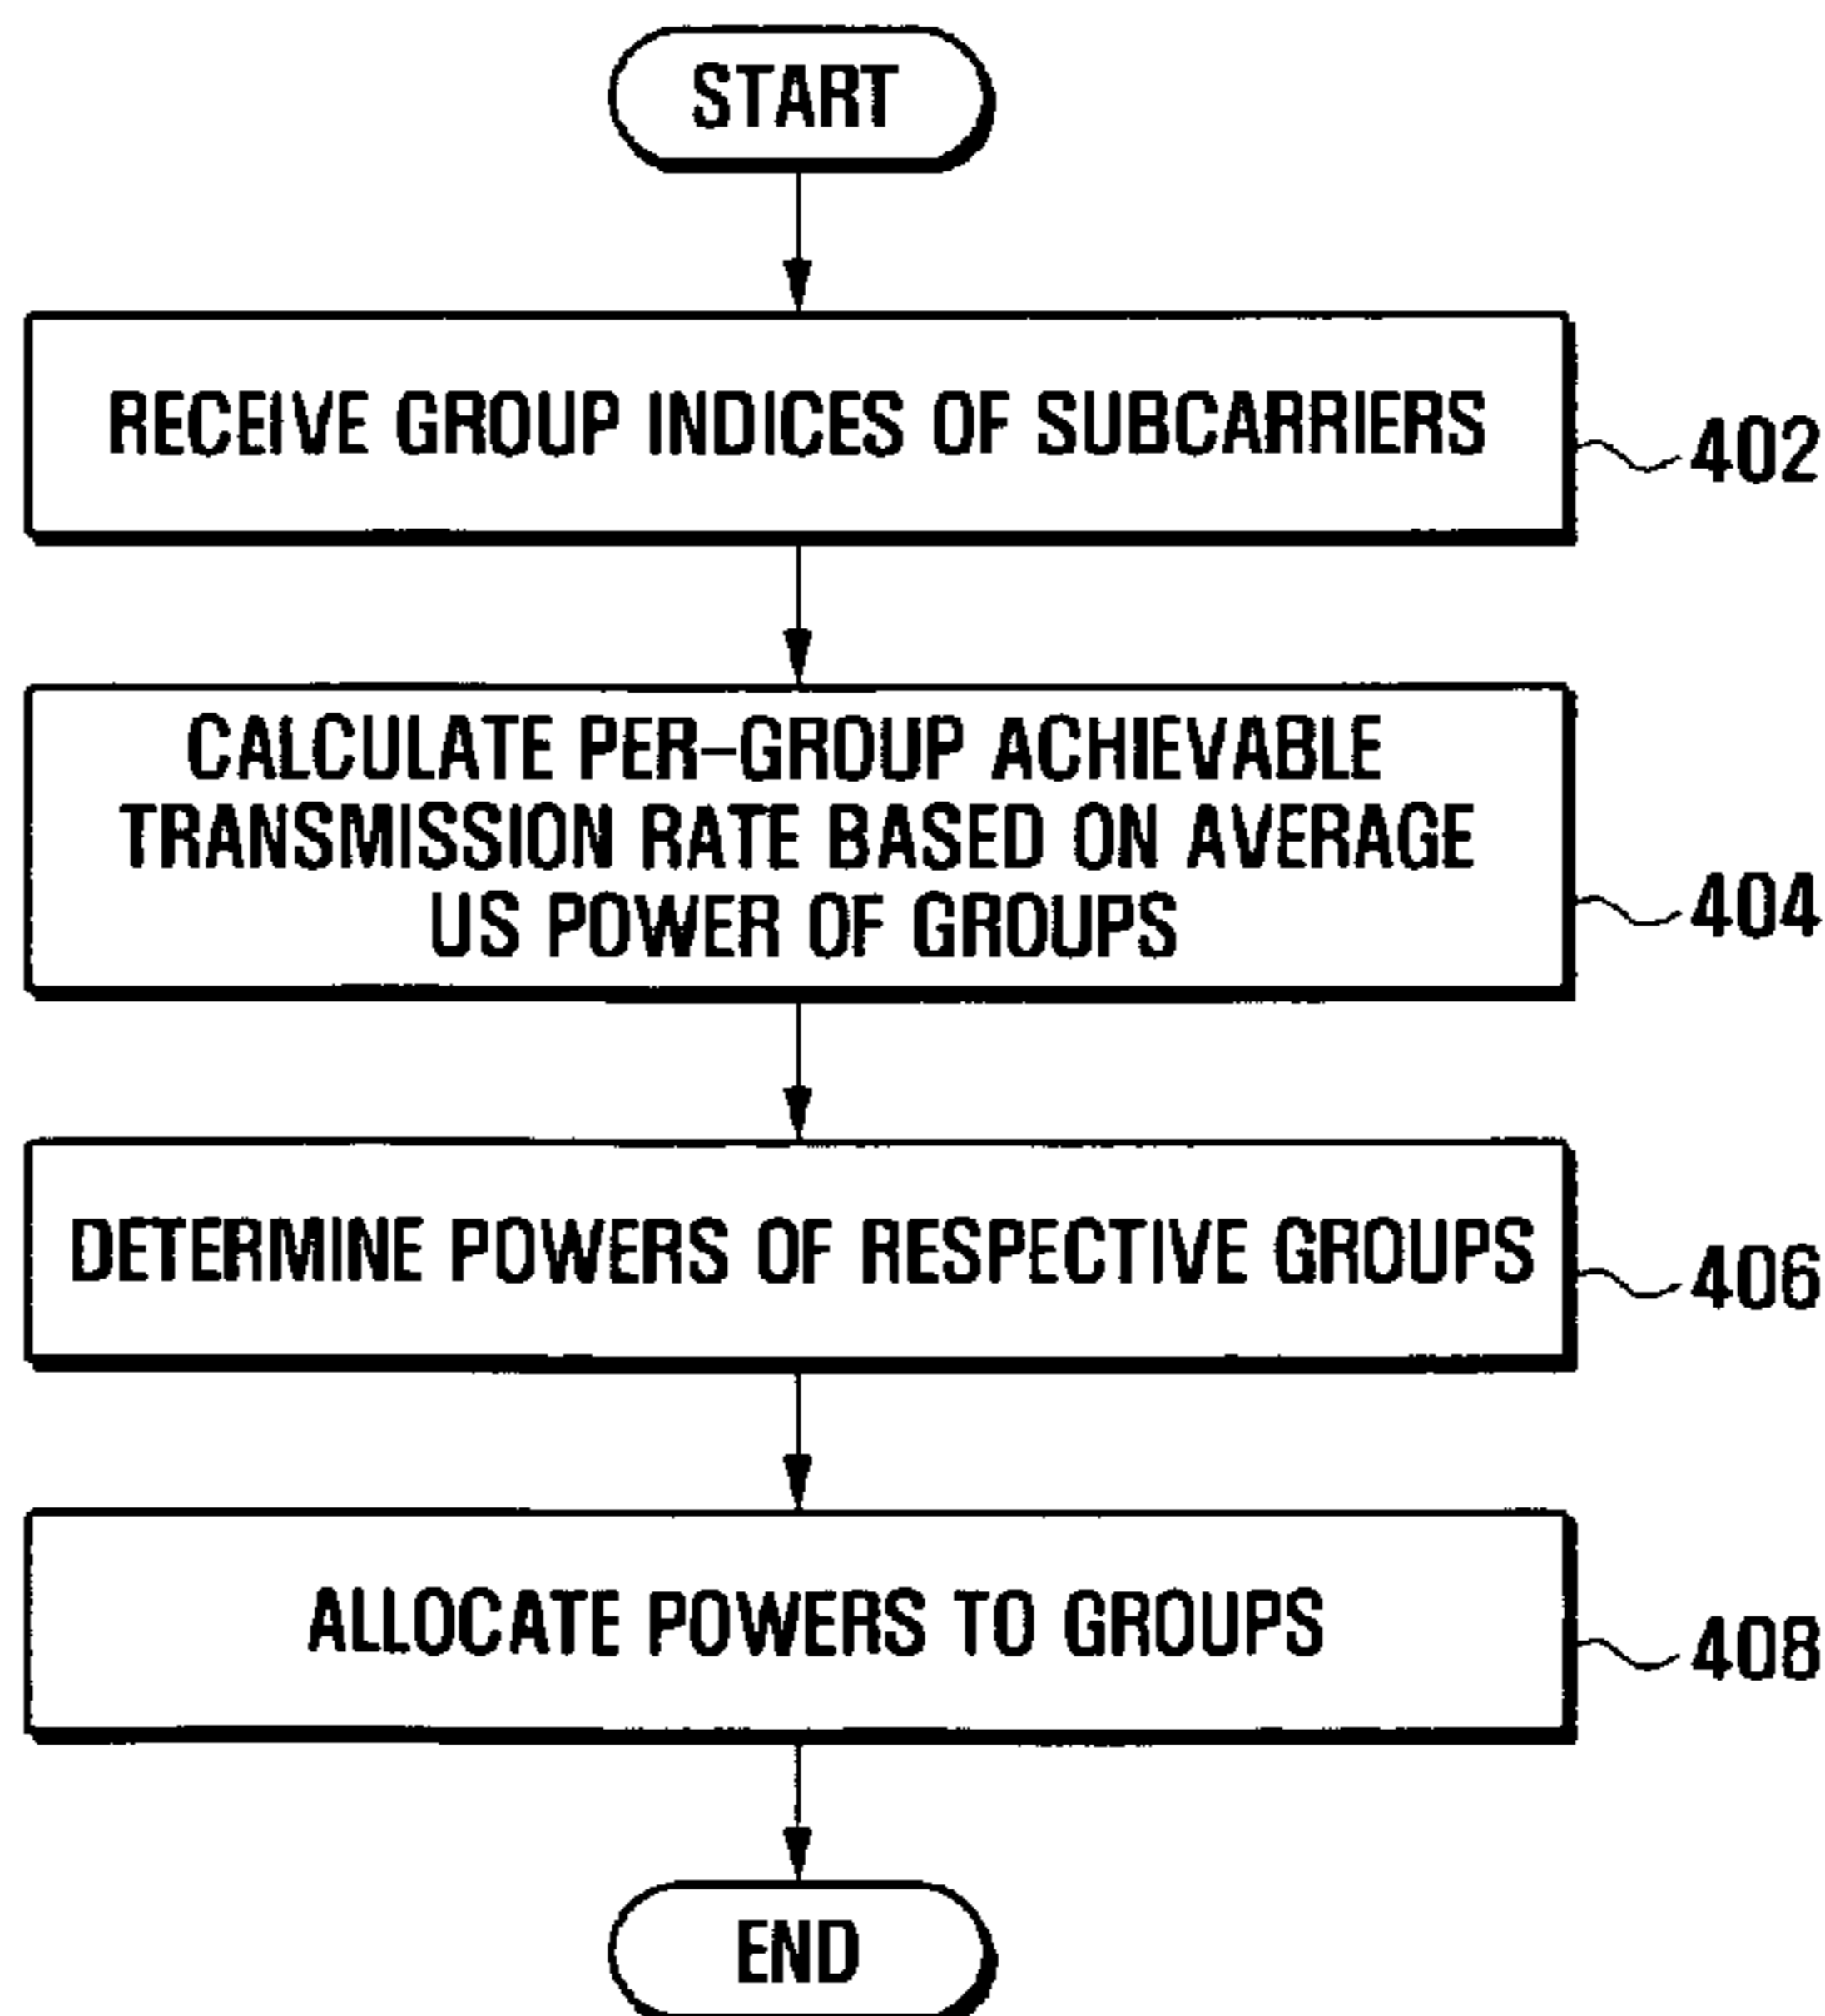 START
RECEIVE GROUP INDICES OF SUBCARRIERS
402
CALCULATE PER-GROUP ACHIEVABLE
TRANSMISSION RATE BASED ON AVERAGE
US POWER OF GROUPS
404
DETERMINE POWERS OF RESPECTIVE GROUPS
406
ALLOCATE POWERS TO GROUPS
408
END